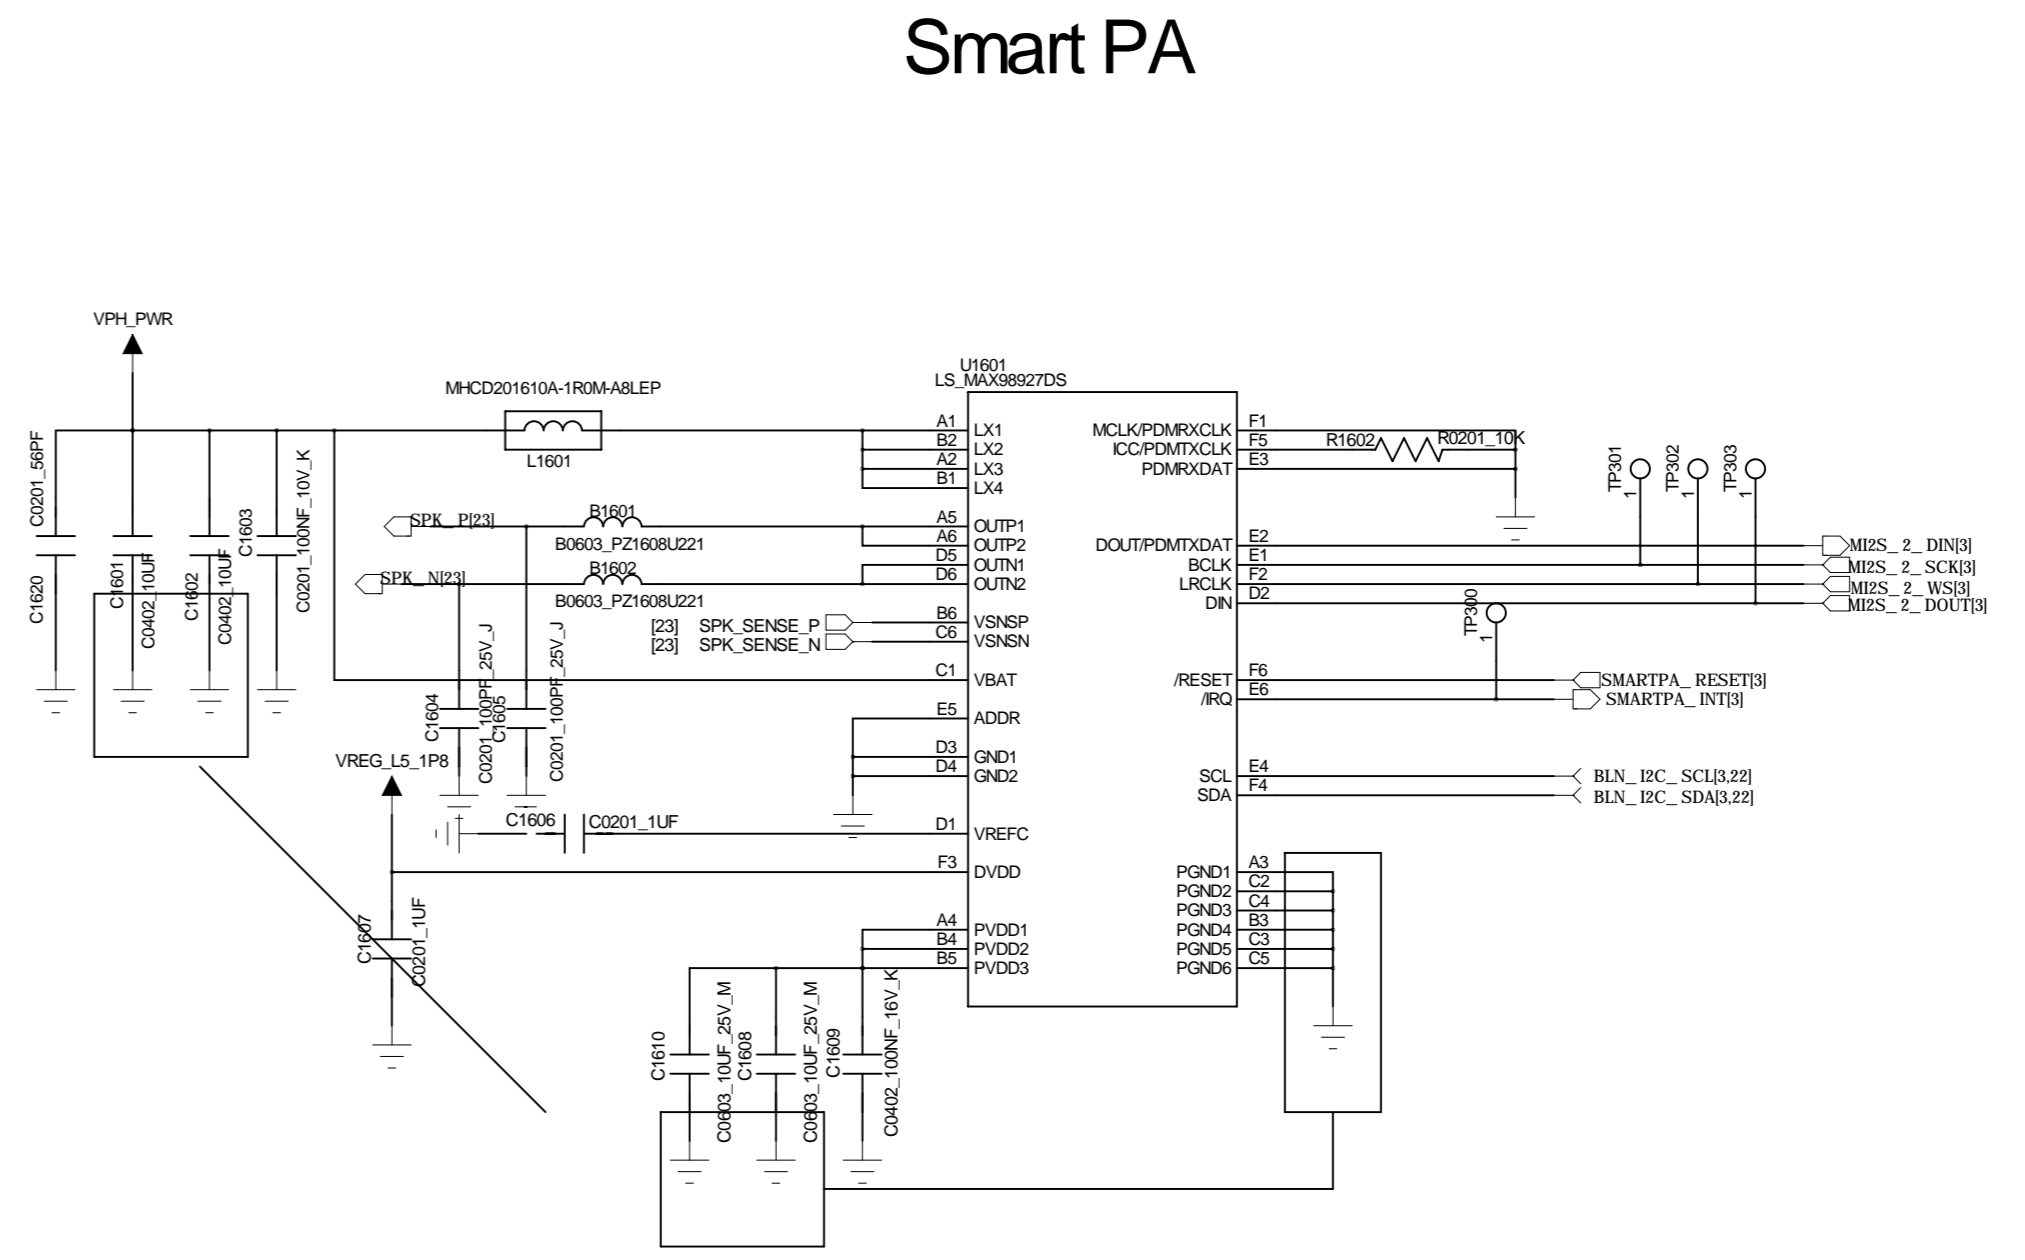 Smart PA
VPH_PWR
C0201_56PF
C1620
C1601
C0402_10UF
C1602
C0402_10UF
C1603
C0201_100NF_10V_K
MHCD201610A-1R0M-A8LEP
L1601
SPK_P[23]
B1601
B0603_PZ1608U221
SPK_N[23]
B1602
B0603_PZ1608U221
[23] SPK_SENSE_P
[23] SPK_SENSE_N
C1604
C0201_100PF_25V_J
C1605
C0201_100PF_25V_J
VREG_L5_1P8
C1606
C0201_1UF
C1607
C0201_1UF
C1610
C0603_10UF_25V_M
C1608
C0603_10UF_25V_M
C1609
C0402_100NF_16V_K
U1601
LS_MAX98927DS
A1 LX1
B2 LX2
A2 LX3
B1 LX4
A5 OUTP1
A6 OUTP2
D5 OUTN1
D6 OUTN2
B6 VSNSP
C6 VSNSN
C1 VBAT
E5 ADDR
D3 GND1
D4 GND2
D1 VREFC
F3 DVDD
A4 PVDD1
B4 PVDD2
B5 PVDD3
MCLK/PDMRXCLK F1
ICC/PDMTXCLK F5
PDMRXDAT E3
DOUT/PDMTXDAT E2
BCLK E1
LRCLK F2
DIN D2
/RESET F6
/IRQ E6
SCL E4
SDA F4
PGND1 A3
PGND2 C2
PGND3 C4
PGND4 B3
PGND5 C3
PGND6 C5
R1602
R0201_10K
TP301
1
TP302
1
TP303
1
TP300
1
MI2S_2_DIN[3]
MI2S_2_SCK[3]
MI2S_2_WS[3]
MI2S_2_DOUT[3]
SMARTPA_RESET[3]
SMARTPA_INT[3]
BLN_I2C_SCL[3,22]
BLN_I2C_SDA[3,22]